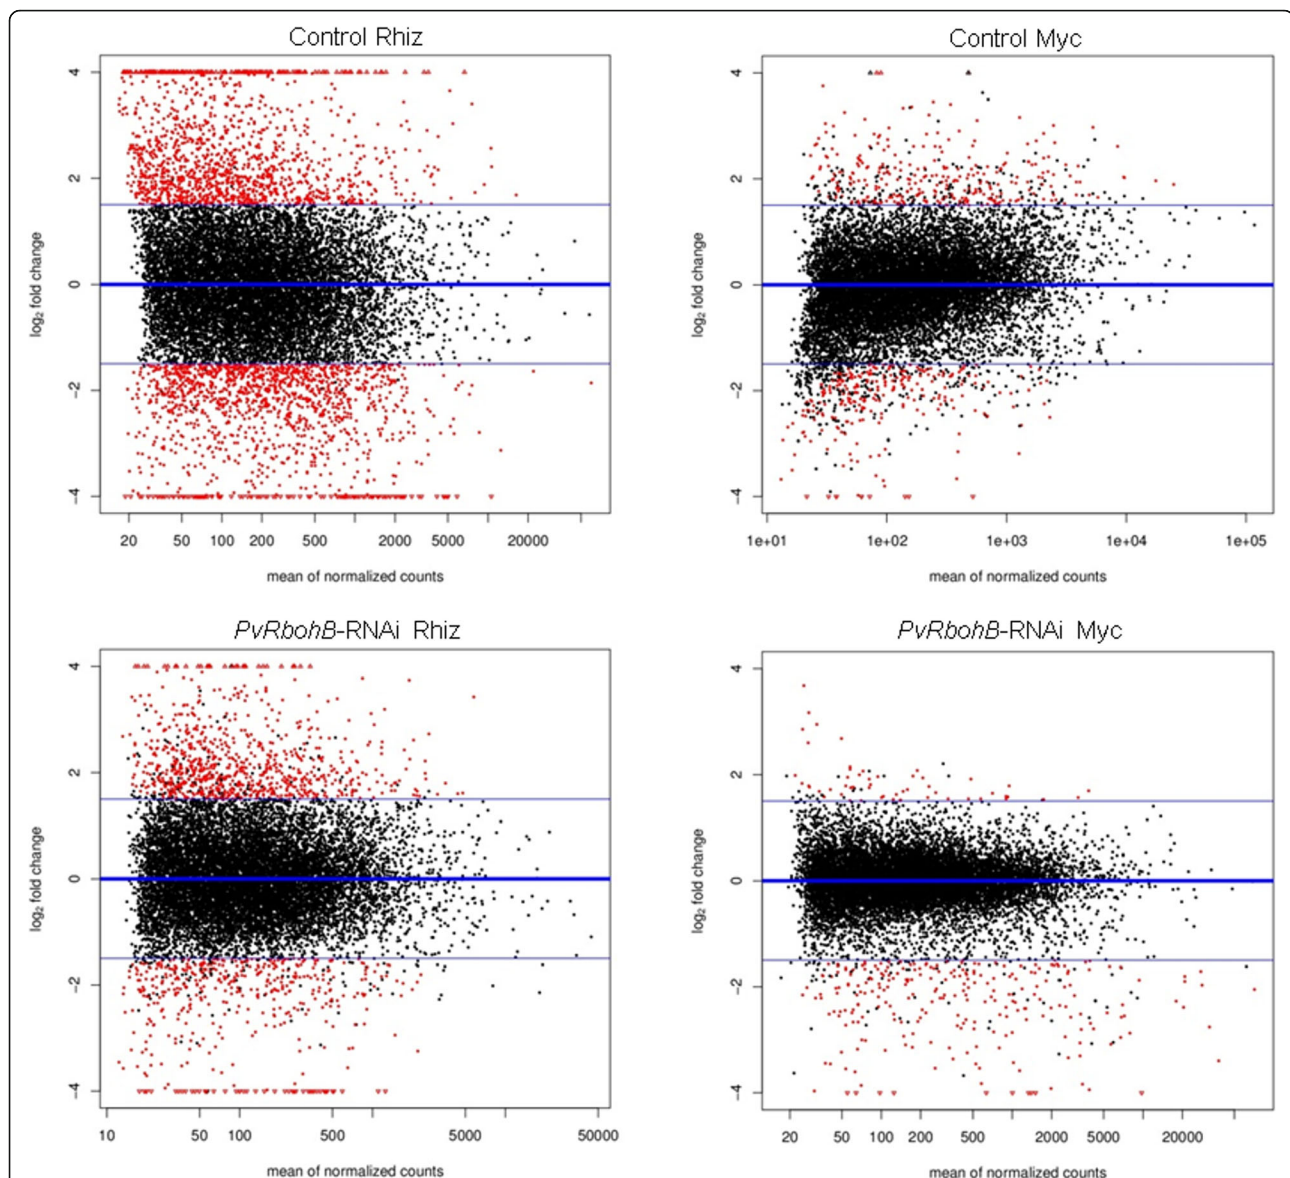 Control Rhiz
4
2
0
−2
−4
log2 fold change
20 50 100 200 500 2000 5000 20000
mean of normalized counts
Control Myc
4
2
0
−2
−4
log2 fold change
1e+01 1e+02 1e+03 1e+04 1e+05
mean of normalized counts
PvRbohB-RNAi Rhiz
4
2
0
−2
−4
log2 fold change
10 50 100 500 5000 50000
mean of normalized counts
PvRbohB-RNAi Myc
4
2
0
−2
−4
log2 fold change
20 50 100 200 500 2000 5000 20000
mean of normalized counts